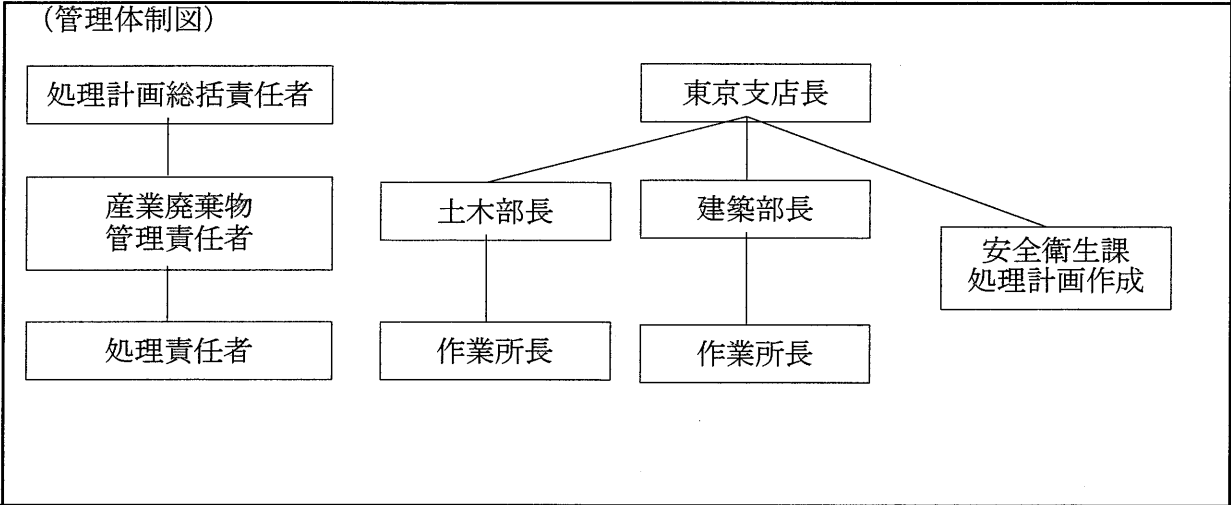 (管理体制図)
処理計画総括責任者
東京支店長
産業廃棄物
管理責任者
土木部長
建築部長
安全衛生課
処理計画作成
処理責任者
作業所長
作業所長